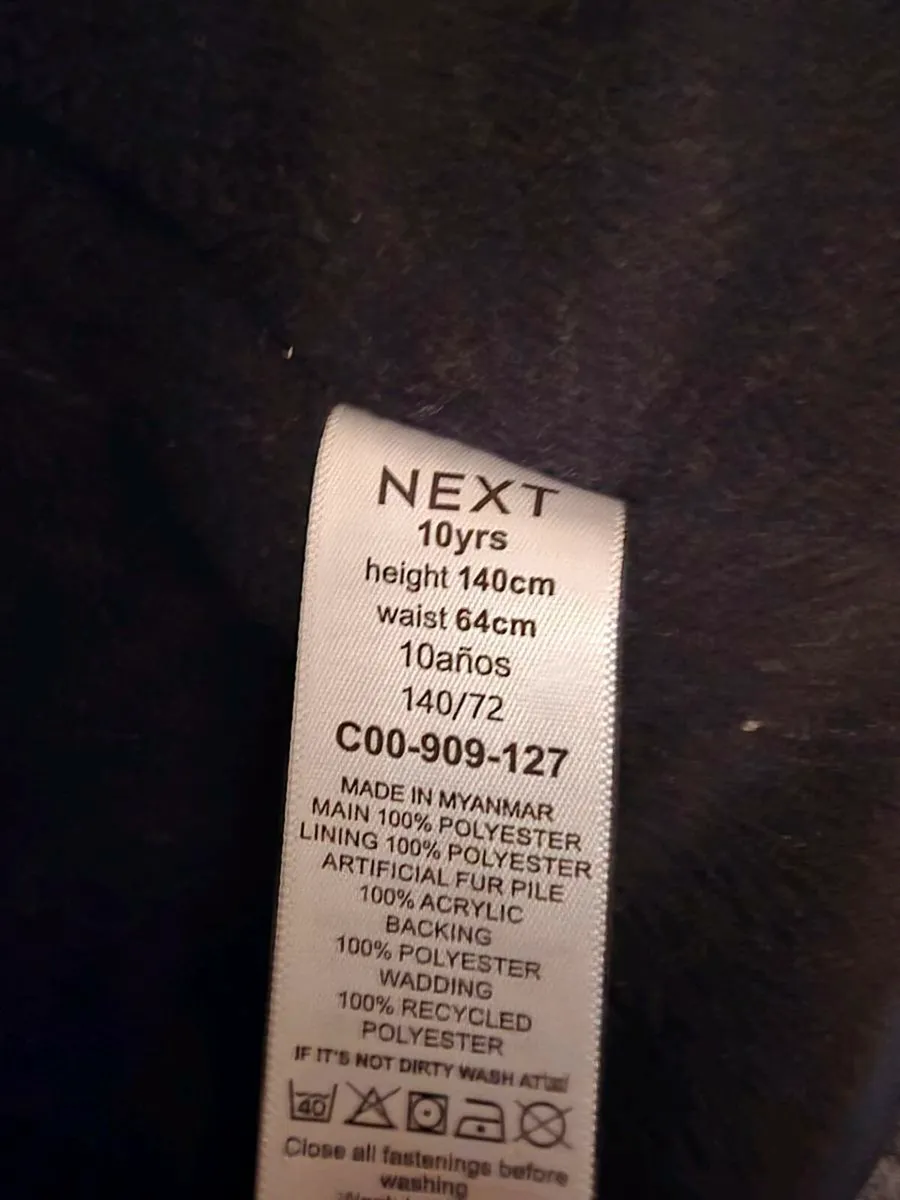 NEXT
10yrs
height 140cm
waist 64cm
10años
140/72
C00-909-127
MADE IN MYANMAR
MAIN 100% POLYESTER
LINING 100% POLYESTER
ARTIFICIAL FUR PILE
100% ACRYLIC
BACKING
100% POLYESTER
WADDING
100% RECYCLED
POLYESTER
IF IT'S NOT DIRTY WASH AT
40
Close all fastenings before
washing